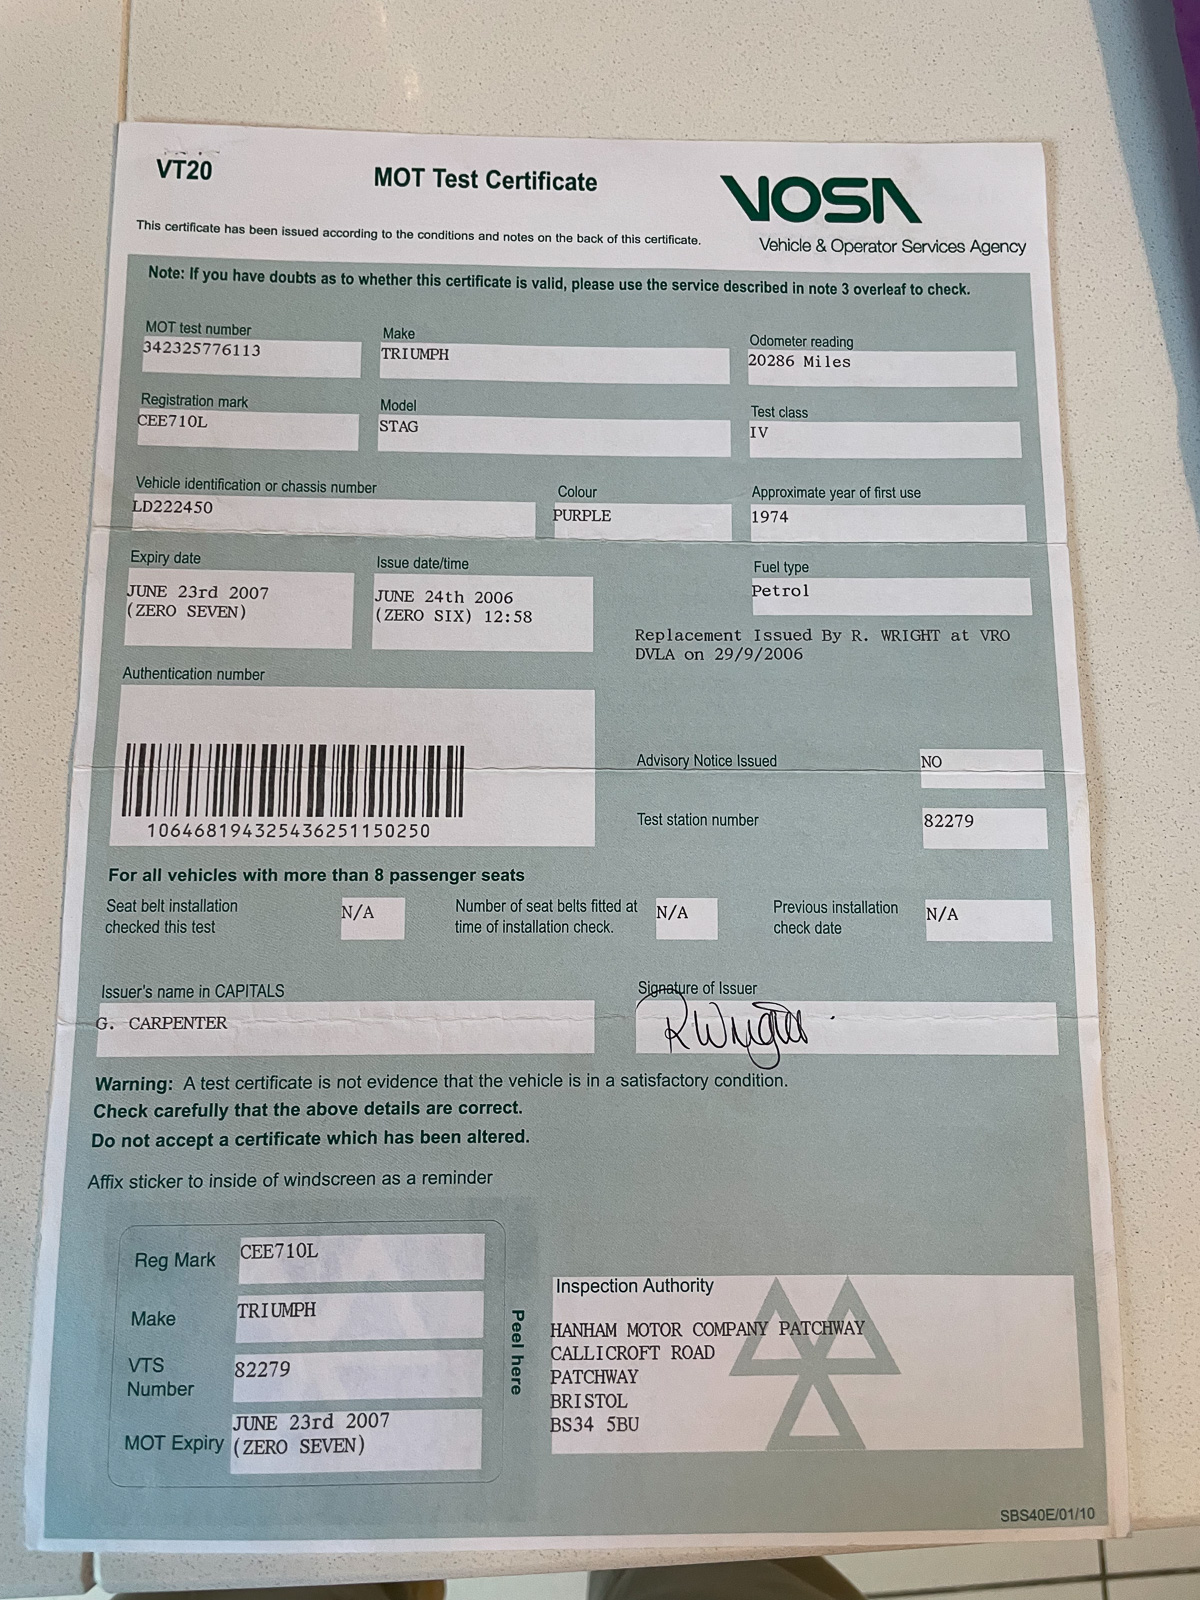 VT20
MOT Test Certificate
VOSA
Vehicle & Operator Services Agency
This certificate has been issued according to the conditions and notes on the back of this certificate.
Note: If you have doubts as to whether this certificate is valid, please use the service described in note 3 overleaf to check.
MOT test number
342325776113
Make
TRIUMPH
Odometer reading
20286 Miles
Registration mark
CEE710L
Model
STAG
Test class
IV
Vehicle identification or chassis number
LD222450
Colour
PURPLE
Approximate year of first use
1974
Expiry date
JUNE 23rd 2007
(ZERO SEVEN)
Issue date/time
JUNE 24th 2006
(ZERO SIX) 12:58
Fuel type
Petrol
Replacement Issued By R. WRIGHT at VRO
DVLA on 29/9/2006
Authentication number
106468194325436251150250
Advisory Notice Issued
NO
Test station number
82279
For all vehicles with more than 8 passenger seats
Seat belt installation
checked this test
N/A
Number of seat belts fitted at
time of installation check.
N/A
Previous installation
check date
N/A
Issuer's name in CAPITALS
G. CARPENTER
Signature of Issuer
R Wright
Warning: A test certificate is not evidence that the vehicle is in a satisfactory condition.
Check carefully that the above details are correct.
Do not accept a certificate which has been altered.
Affix sticker to inside of windscreen as a reminder
Reg Mark
CEE710L
Make
TRIUMPH
VTS
Number
82279
MOT Expiry
JUNE 23rd 2007
(ZERO SEVEN)
Peel here
Inspection Authority
HANHAM MOTOR COMPANY PATCHWAY
CALLICROFT ROAD
PATCHWAY
BRISTOL
BS34 5BU
SBS40E/01/10